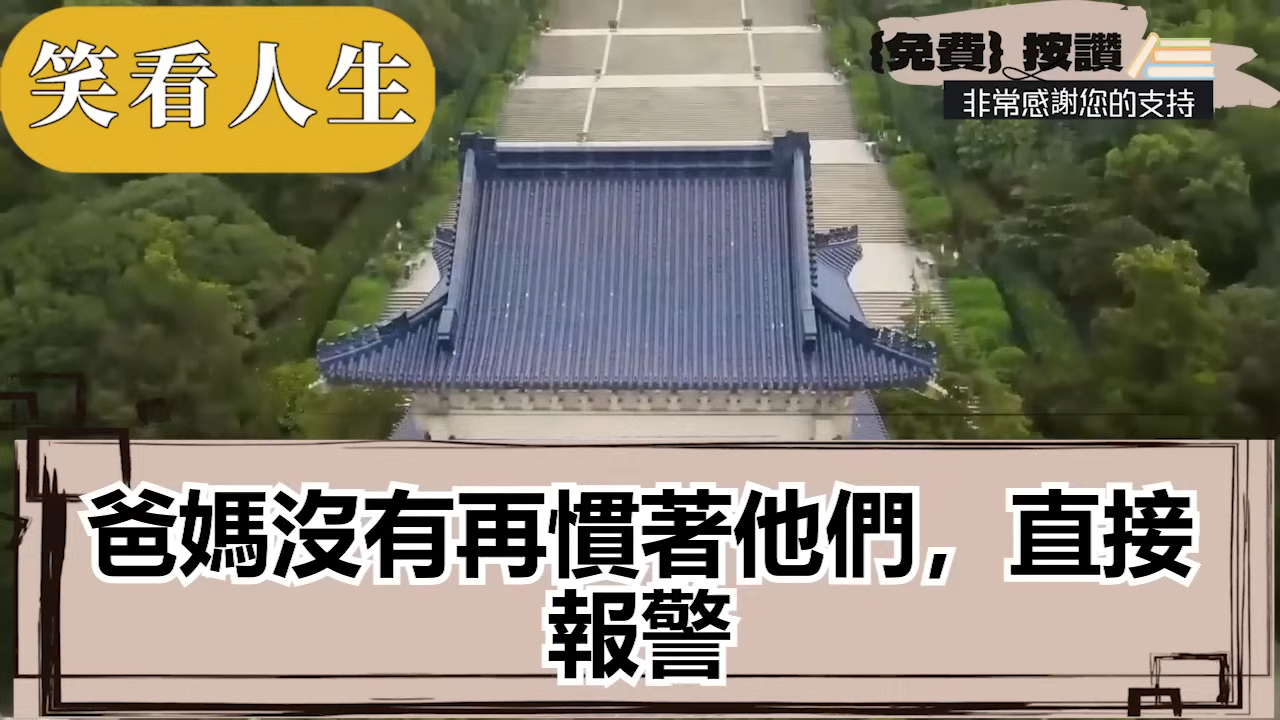 笑看人生
{免費} 按讚
非常感謝您的支持
爸媽沒有再慣著他們，直接
報警